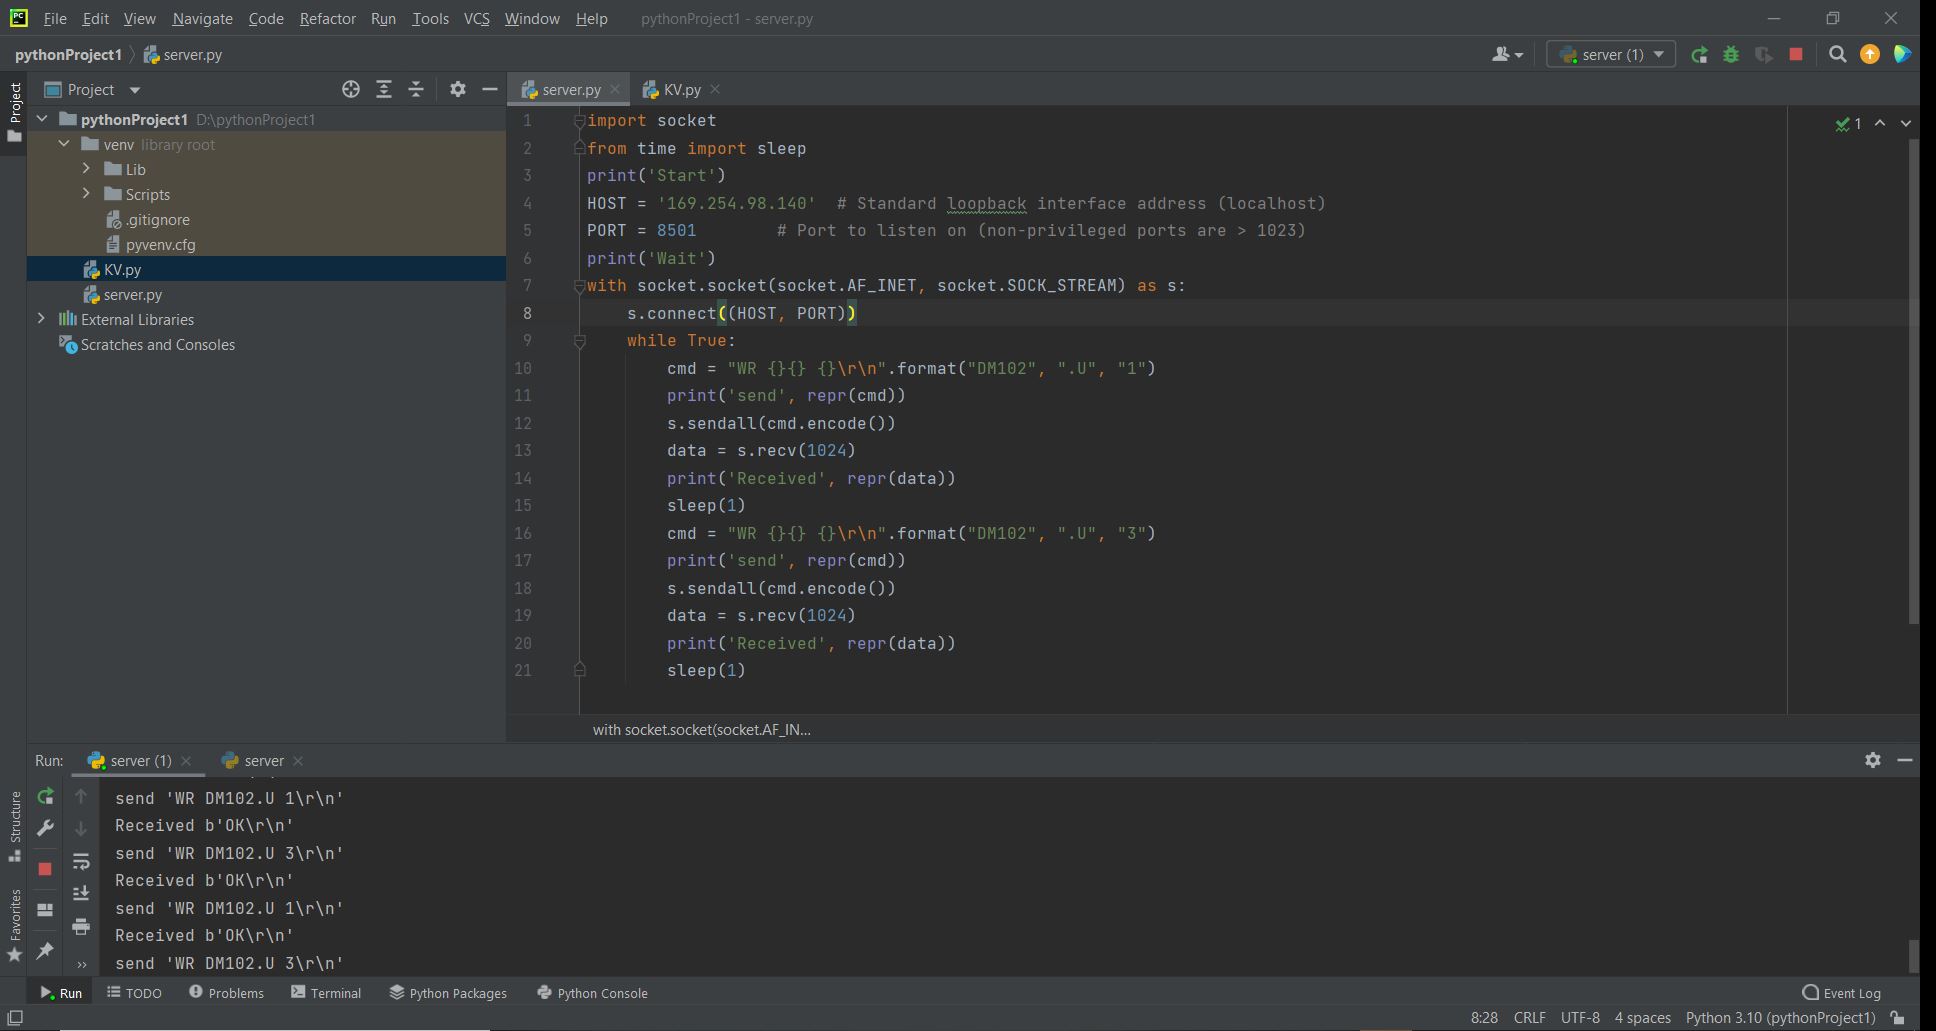 File Edit View Navigate Code Refactor Run Tools VCS Window Help pythonProject1 - server.py
pythonProject1 server.py
server (1)
Project
Project
pythonProject1 D:\pythonProject1
venv library root
Lib
Scripts
.gitignore
pyvenv.cfg
KV.py
server.py
External Libraries
Scratches and Consoles
server.py KV.py
1
1 import socket
2 from time import sleep
3 print('Start')
4 HOST = '169.254.98.140'  # Standard loopback interface address (localhost)
5 PORT = 8501        # Port to listen on (non-privileged ports are > 1023)
6 print('Wait')
7 with socket.socket(socket.AF_INET, socket.SOCK_STREAM) as s:
8     s.connect((HOST, PORT))
9     while True:
10         cmd = "WR {}{} {}\r\n".format("DM102", ".U", "1")
11         print('send', repr(cmd))
12         s.sendall(cmd.encode())
13         data = s.recv(1024)
14         print('Received', repr(data))
15         sleep(1)
16         cmd = "WR {}{} {}\r\n".format("DM102", ".U", "3")
17         print('send', repr(cmd))
18         s.sendall(cmd.encode())
19         data = s.recv(1024)
20         print('Received', repr(data))
21         sleep(1)
with socket.socket(socket.AF_IN...
Run: server (1) server
send 'WR DM102.U 1\r\n'
Received b'OK\r\n'
send 'WR DM102.U 3\r\n'
Received b'OK\r\n'
send 'WR DM102.U 1\r\n'
Received b'OK\r\n'
send 'WR DM102.U 3\r\n'
Structure
Favorites
Run TODO Problems Terminal Python Packages Python Console Event Log
8:28 CRLF UTF-8 4 spaces Python 3.10 (pythonProject1)